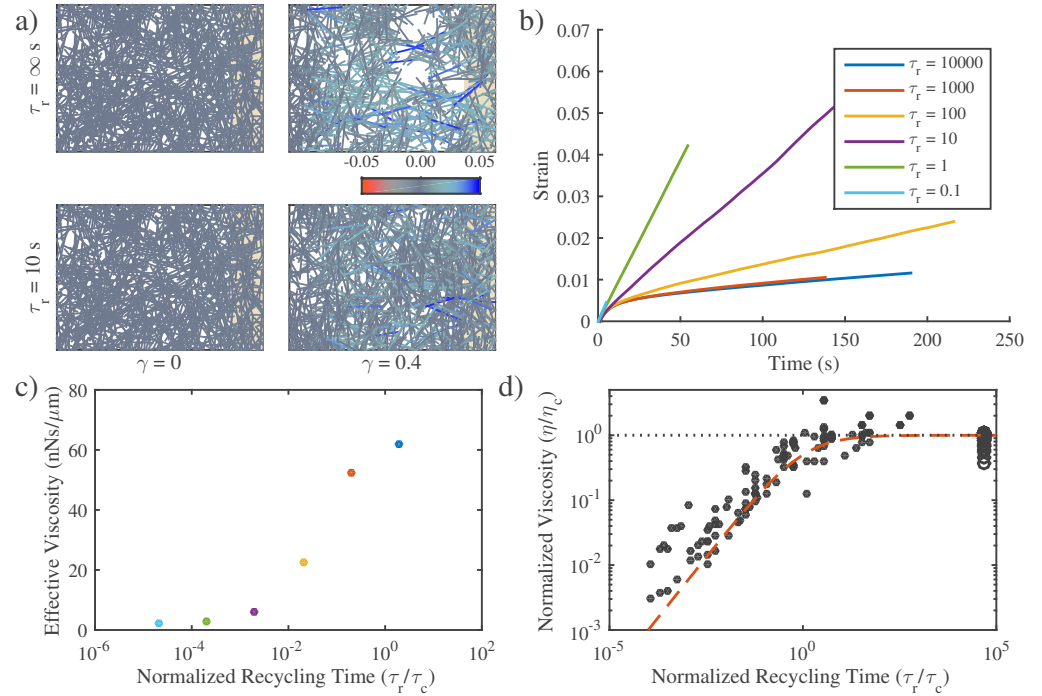 a)
τr = ∞ s
-0.05 0.00 0.05
τr = 10 s
γ = 0
γ = 0.4
b)
Strain
0.07
0.06
0.05
0.04
0.03
0.02
0.01
0
0 50 100 150 200 250
Time (s)
τr = 10000
τr = 1000
τr = 100
τr = 10
τr = 1
τr = 0.1
c)
Effective Viscosity (nNs/μm)
80
60
40
20
0
10^-6 10^-4 10^-2 10^0 10^2
Normalized Recycling Time (τr/τc)
d)
Normalized Viscosity (η/ηc)
10^0
10^-1
10^-2
10^-3
10^-5 10^0 10^5
Normalized Recycling Time (τr/τc)